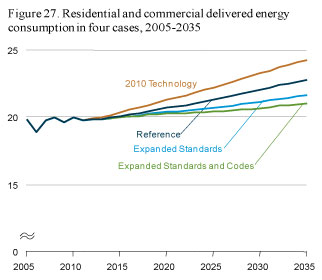 Figure 27. Residential and commercial delivered energy
consumption in four cases, 2005-2035
25
2010 Technology
20
Reference
Expanded Standards
Expanded Standards and Codes
15
0
2005 2010 2015 2020 2025 2030 2035